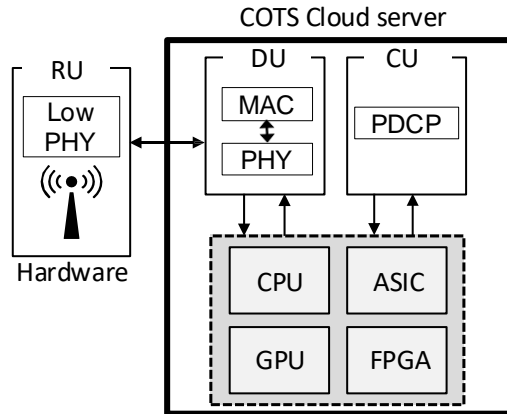 COTS Cloud server
RU
DU
CU
Low
PHY
MAC
PHY
PDCP
Hardware
CPU
ASIC
GPU
FPGA